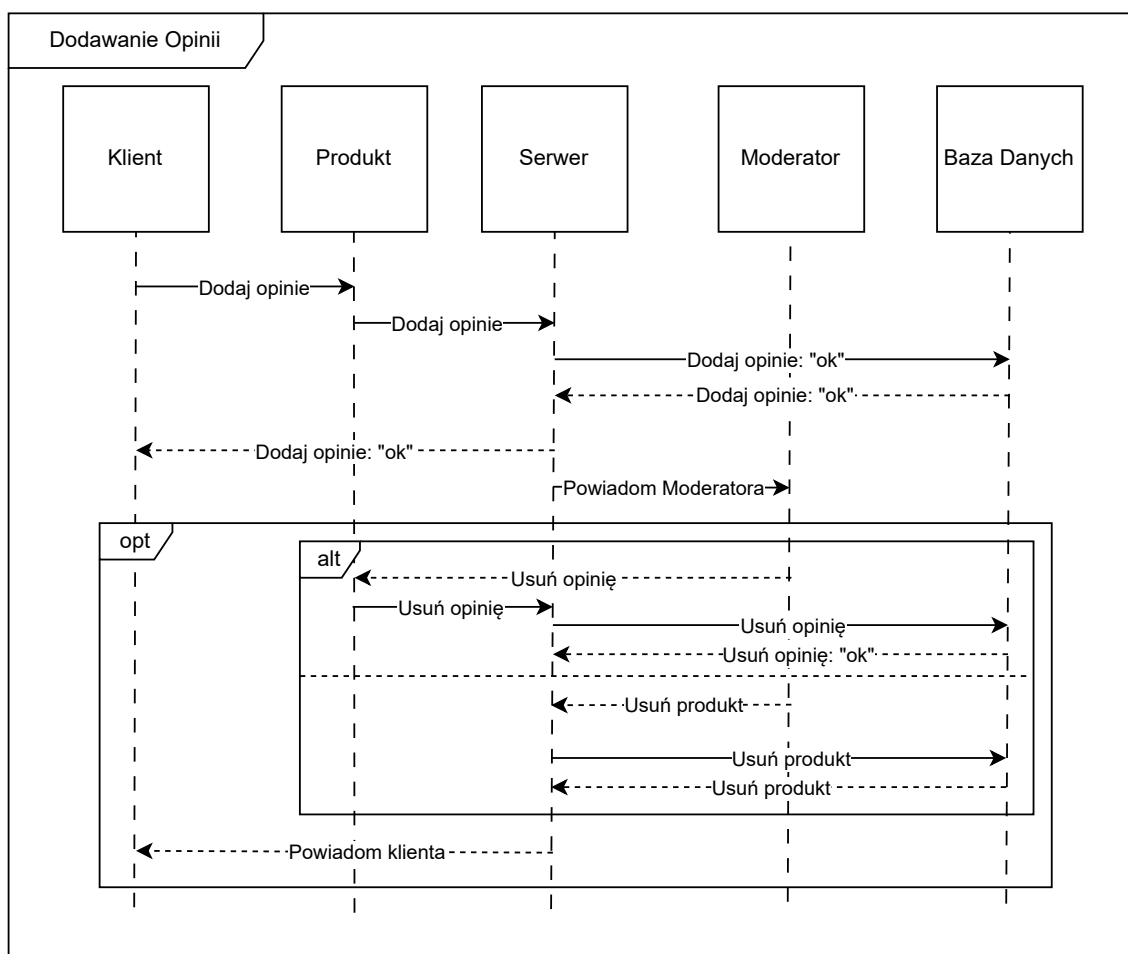 Dodawanie Opinii
Klient
Produkt
Serwer
Moderator
Baza Danych
Dodaj opinie
Dodaj opinie
Dodaj opinie: "ok"
Dodaj opinie: "ok"
Dodaj opinie: "ok"
Powiadom Moderatora
opt
alt
Usuń opinię
Usuń opinię
Usuń opinię
Usuń opinię: "ok"
Usuń produkt
Usuń produkt
Usuń produkt
Powiadom klienta